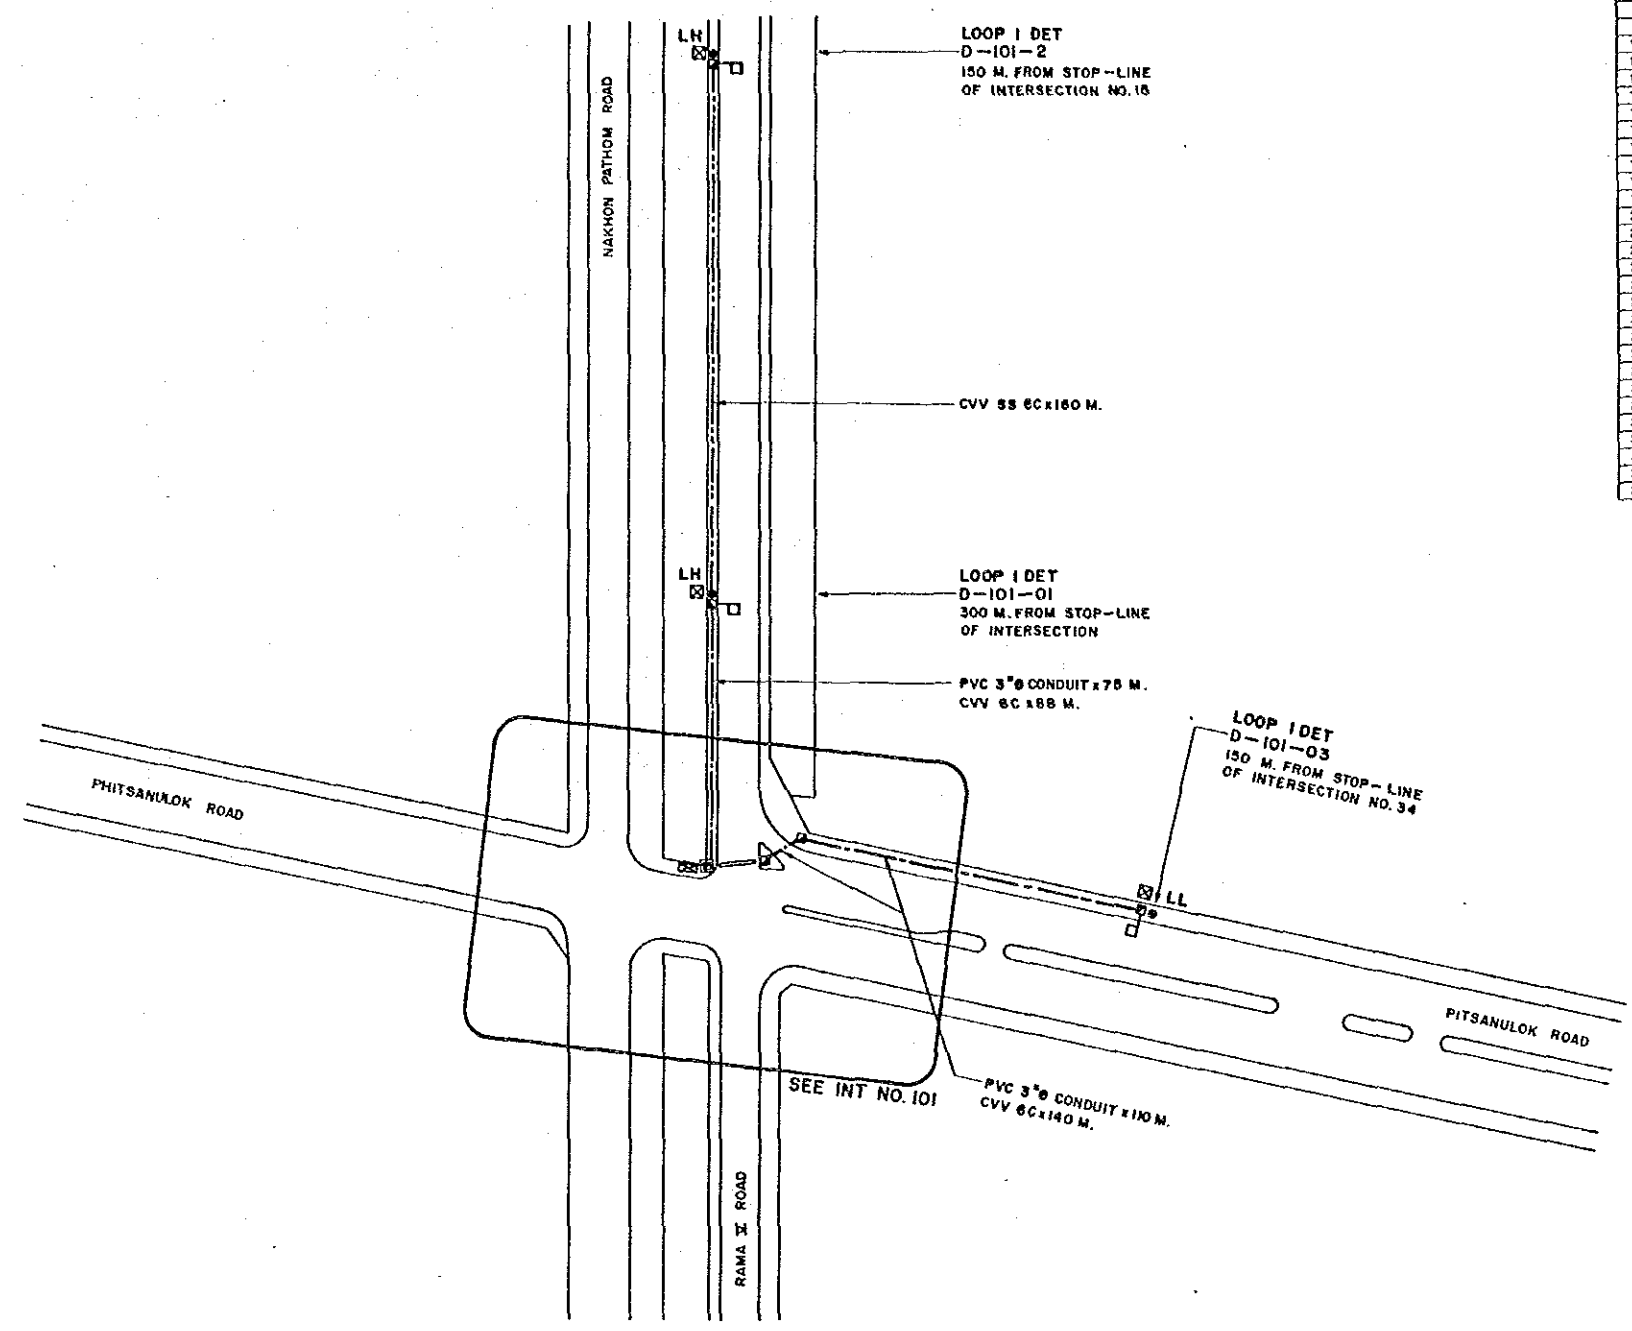 LH
LOOP 1 DET
D-101-2
150 M. FROM STOP-LINE
OF INTERSECTION NO. 15
NAKHON PATHOM ROAD
CVV SS 6C x 160 M.
LH
LOOP 1 DET
D-101-01
300 M. FROM STOP-LINE
OF INTERSECTION
PVC 3"ø CONDUIT x 75 M.
CVV 6C x 88 M.
LOOP 1 DET
D-101-03
150 M. FROM STOP-LINE
OF INTERSECTION NO. 34
PHITSANULOK ROAD
LL
PITSANULOK ROAD
SEE INT NO. 101
PVC 3"ø CONDUIT x 110 M.
CVV 6C x 140 M.
RAMA V ROAD